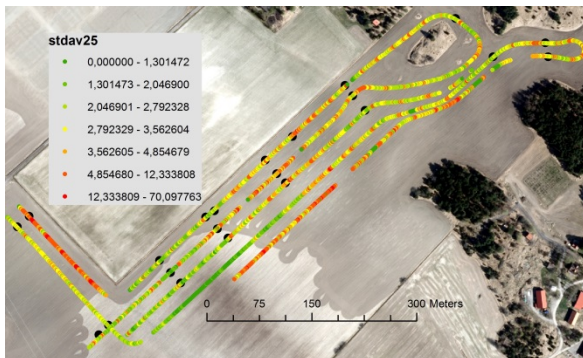 stdav25
0,000000 - 1,301472
1,301473 - 2,046900
2,046901 - 2,792328
2,792329 - 3,562604
3,562605 - 4,854679
4,854680 - 12,333808
12,333809 - 70,097763
0 75 150 300 Meters